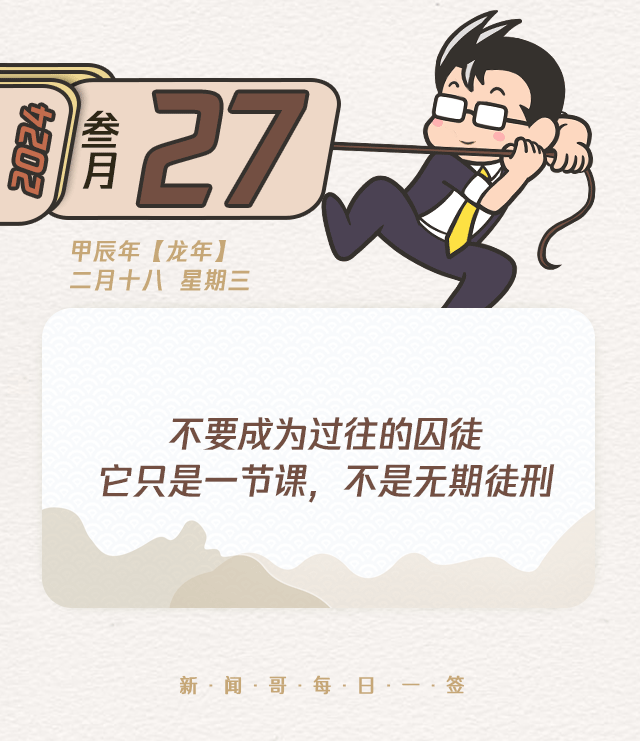 2024
叁月
27
甲辰年【龙年】
二月十八 星期三
不要成为过往的囚徒
它只是一节课，不是无期徒刑
新·闻·哥·每·日·一·签